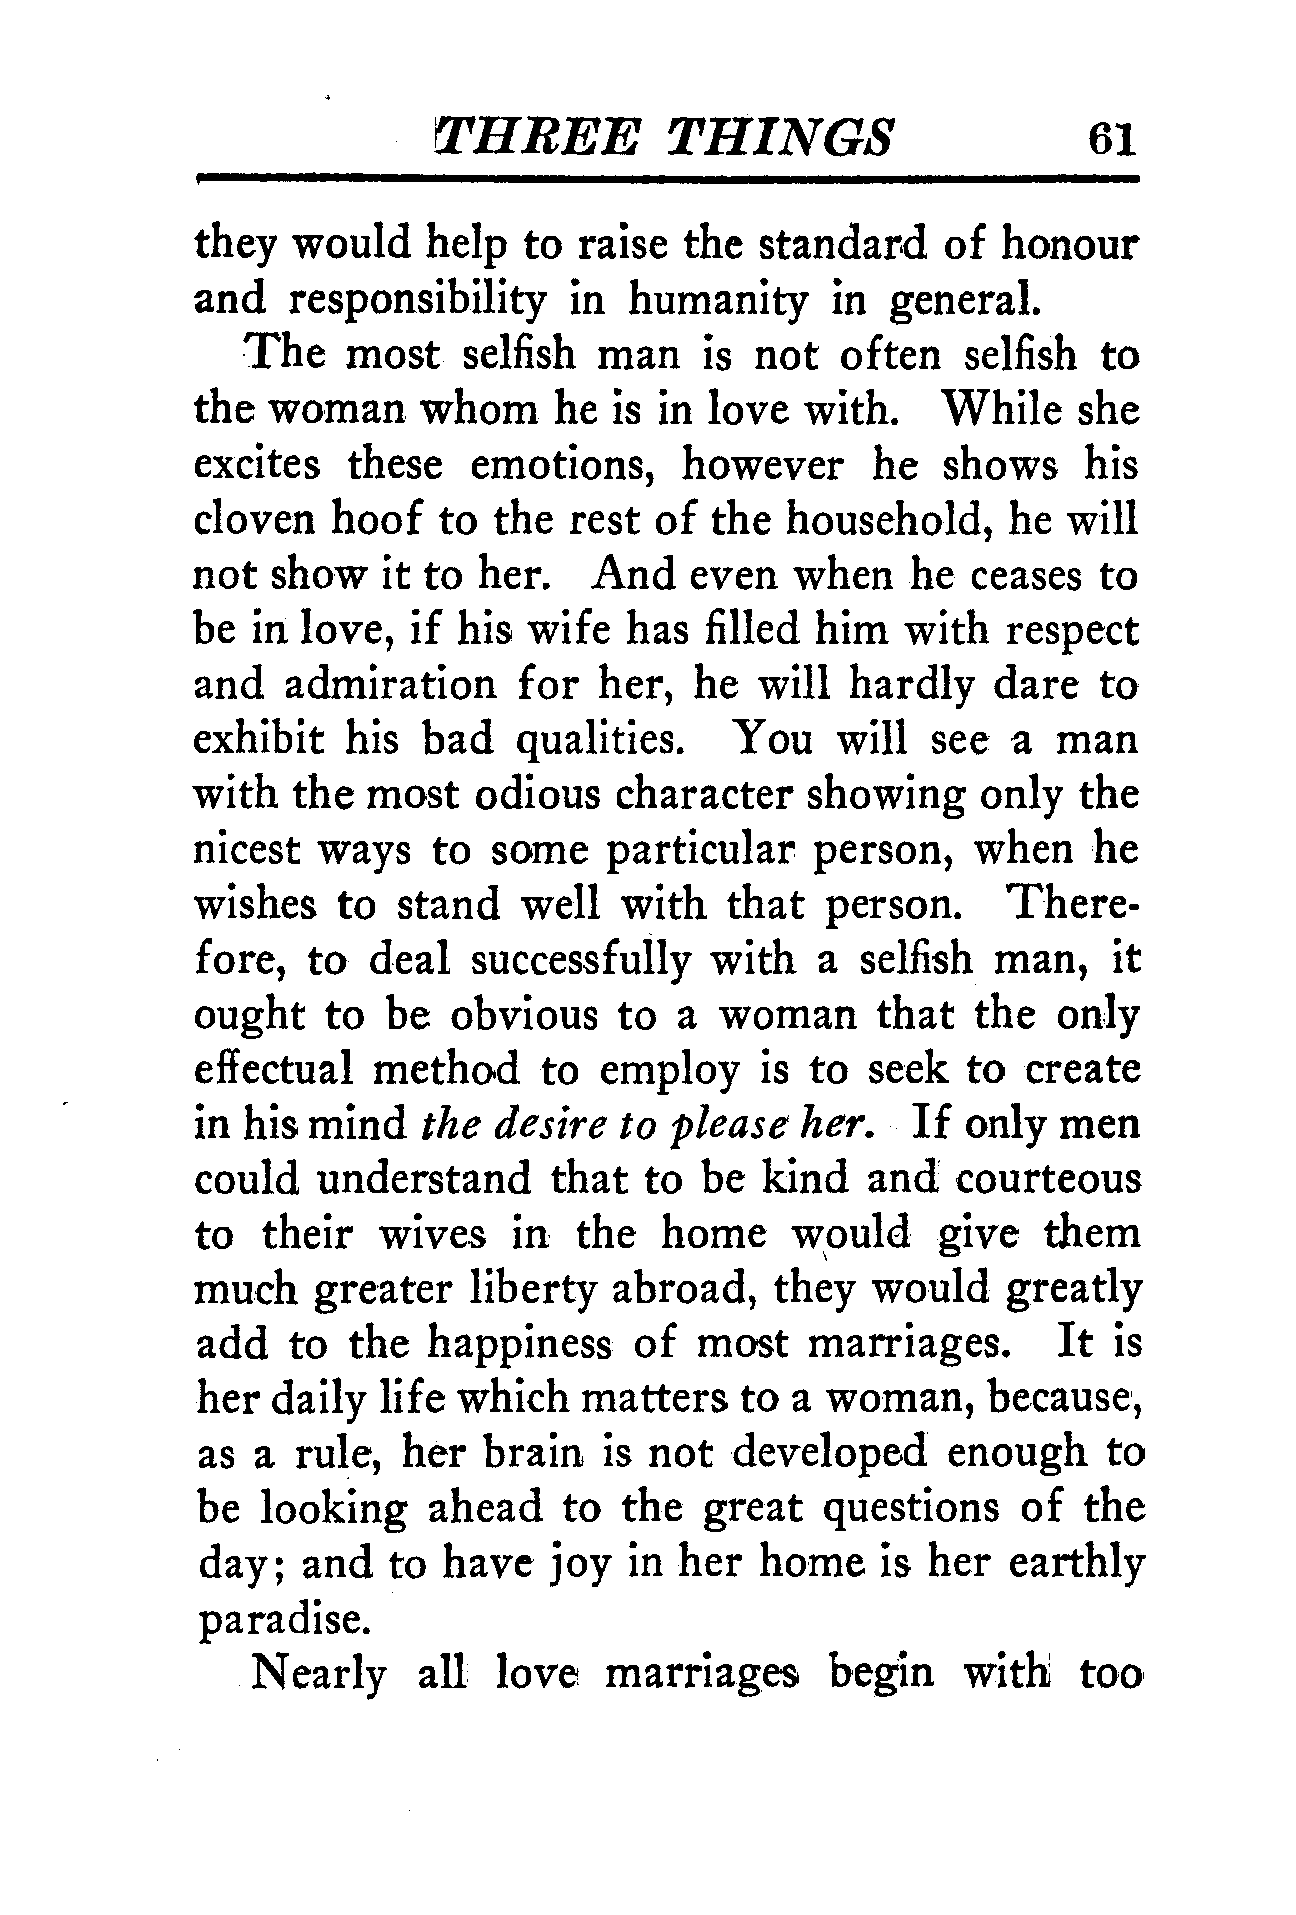 THREE THINGS 61
they would help to raise the standard of honour
and responsibility in humanity in general.
The most selfish man is not often selfish to
the woman whom he is in love with. While she
excites these emotions, however he shows his
cloven hoof to the rest of the household, he will
not show it to her. And even when he ceases to
be in love, if his wife has filled him with respect
and admiration for her, he will hardly dare to
exhibit his bad qualities. You will see a man
with the most odious character showing only the
nicest ways to some particular person, when he
wishes to stand well with that person. There-
fore, to deal successfully with a selfish man, it
ought to be obvious to a woman that the only
effectual method to employ is to seek to create
in his mind the desire to please her. If only men
could understand that to be kind and courteous
to their wives in the home would give them
much greater liberty abroad, they would greatly
add to the happiness of most marriages. It is
her daily life which matters to a woman, because,
as a rule, her brain is not developed enough to
be looking ahead to the great questions of the
day; and to have joy in her home is her earthly
paradise.
Nearly all love marriages begin with too